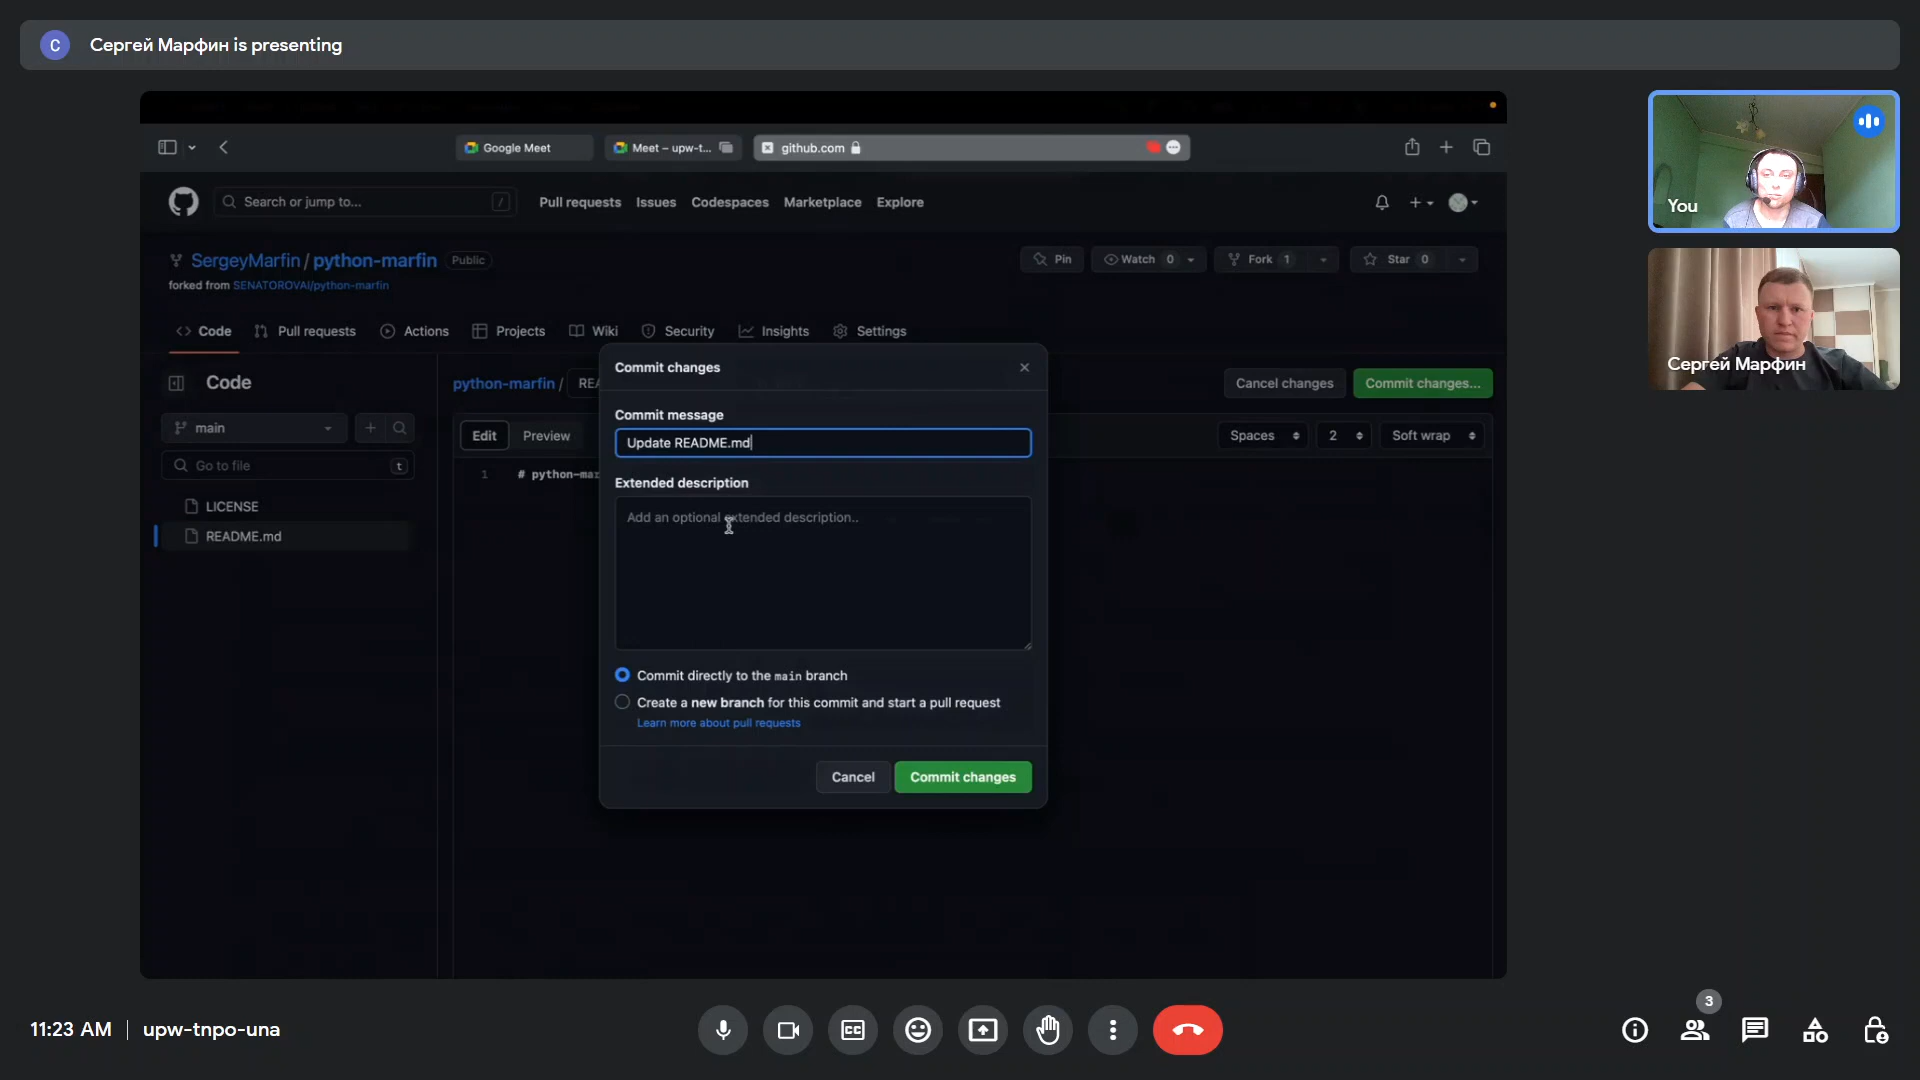 C
Сергей Марфин is presenting
Google Meet
Meet – upw-t...
github.com
Search or jump to...
/
Pull requests
Issues
Codespaces
Marketplace
Explore
SergeyMarfin / python-marfin
Public
forked from SENATOROVAI/python-marfin
Pin
Watch 0
Fork 1
Star 0
Code
Pull requests
Actions
Projects
Wiki
Security
Insights
Settings
Code
main
Go to file
t
LICENSE
README.md
python-marfin /
REA
Cancel changes
Commit changes...
Edit
Preview
Spaces
2
Soft wrap
1
# python-mar
Commit changes
Commit message
Update README.md
Extended description
Add an optional extended description..
Commit directly to the main branch
Create a new branch for this commit and start a pull request
Learn more about pull requests
Cancel
Commit changes
You
Сергей Марфин
11:23 AM
upw-tnpo-una
CC
3